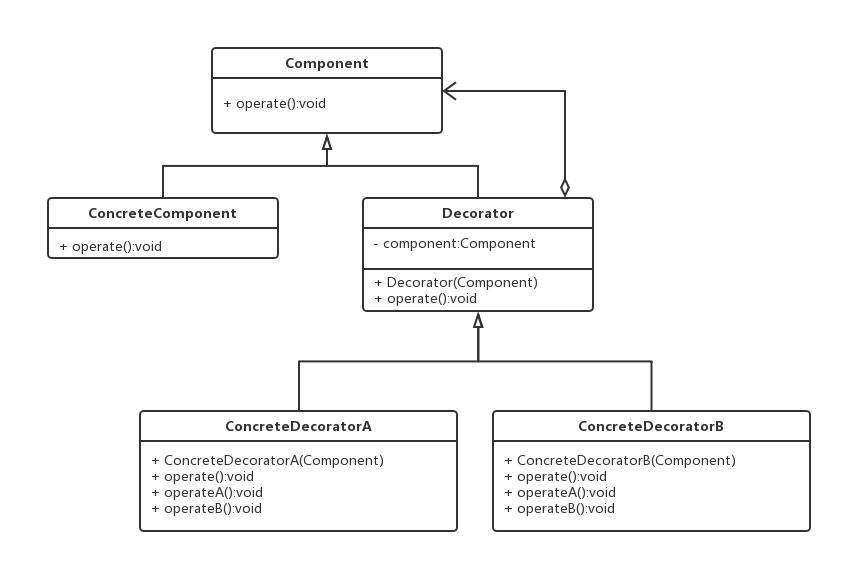 Component
+ operate():void
ConcreteComponent
+ operate():void
Decorator
- component:Component
+ Decorator(Component)
+ operate():void
ConcreteDecoratorA
+ ConcreteDecoratorA(Component)
+ operate():void
+ operateA():void
+ operateB():void
ConcreteDecoratorB
+ ConcreteDecoratorB(Component)
+ operate():void
+ operateA():void
+ operateB():void